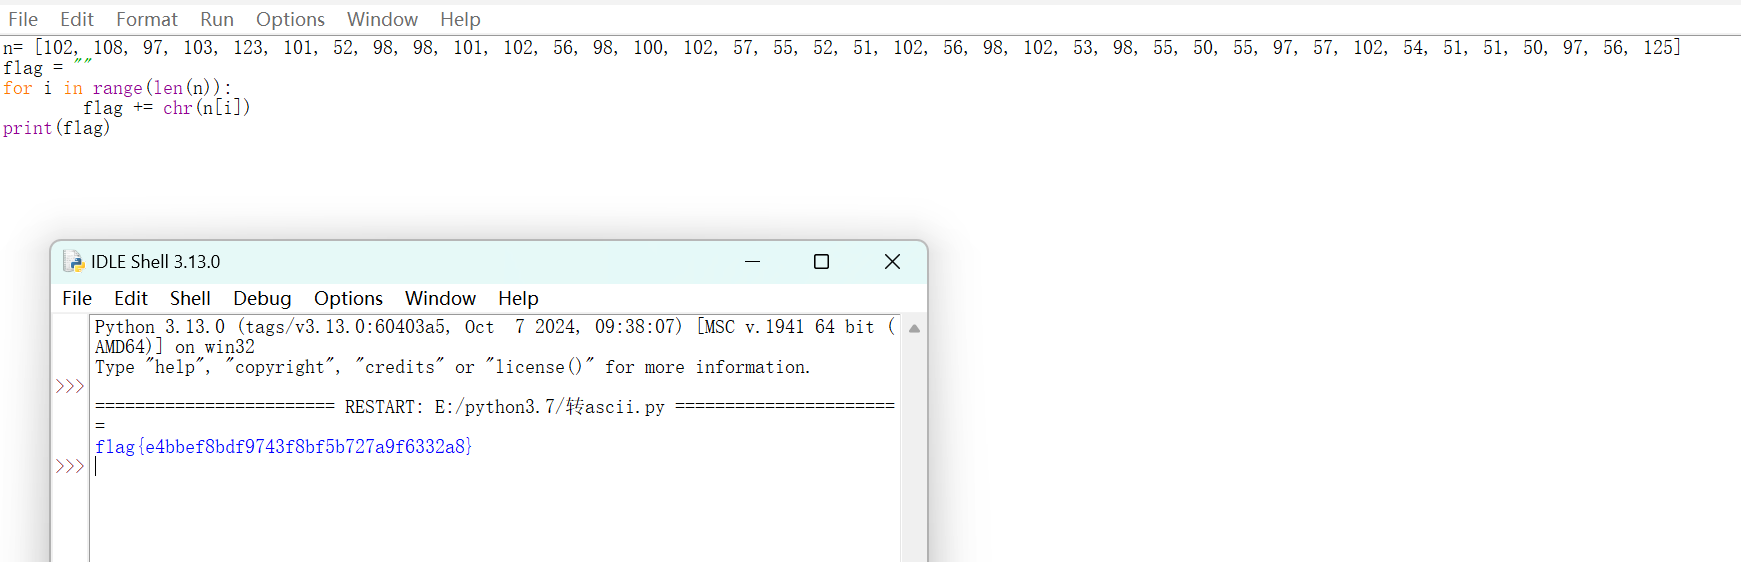 File Edit Format Run Options Window Help
n= [102, 108, 97, 103, 123, 101, 52, 98, 98, 101, 102, 56, 98, 100, 102, 57, 55, 52, 51, 102, 56, 98, 102, 53, 98, 55, 50, 55, 97, 57, 102, 54, 51, 51, 50, 97, 56, 125]
flag = ""
for i in range(len(n)):
        flag += chr(n[i])
print(flag)
IDLE Shell 3.13.0
File Edit Shell Debug Options Window Help
Python 3.13.0 (tags/v3.13.0:60403a5, Oct  7 2024, 09:38:07) [MSC v.1941 64 bit (
AMD64)] on win32
Type "help", "copyright", "credits" or "license()" for more information.
>>>
======================== RESTART: E:/python3.7/转ascii.py ======================
=
flag{e4bbef8bdf9743f8bf5b727a9f6332a8}
>>>